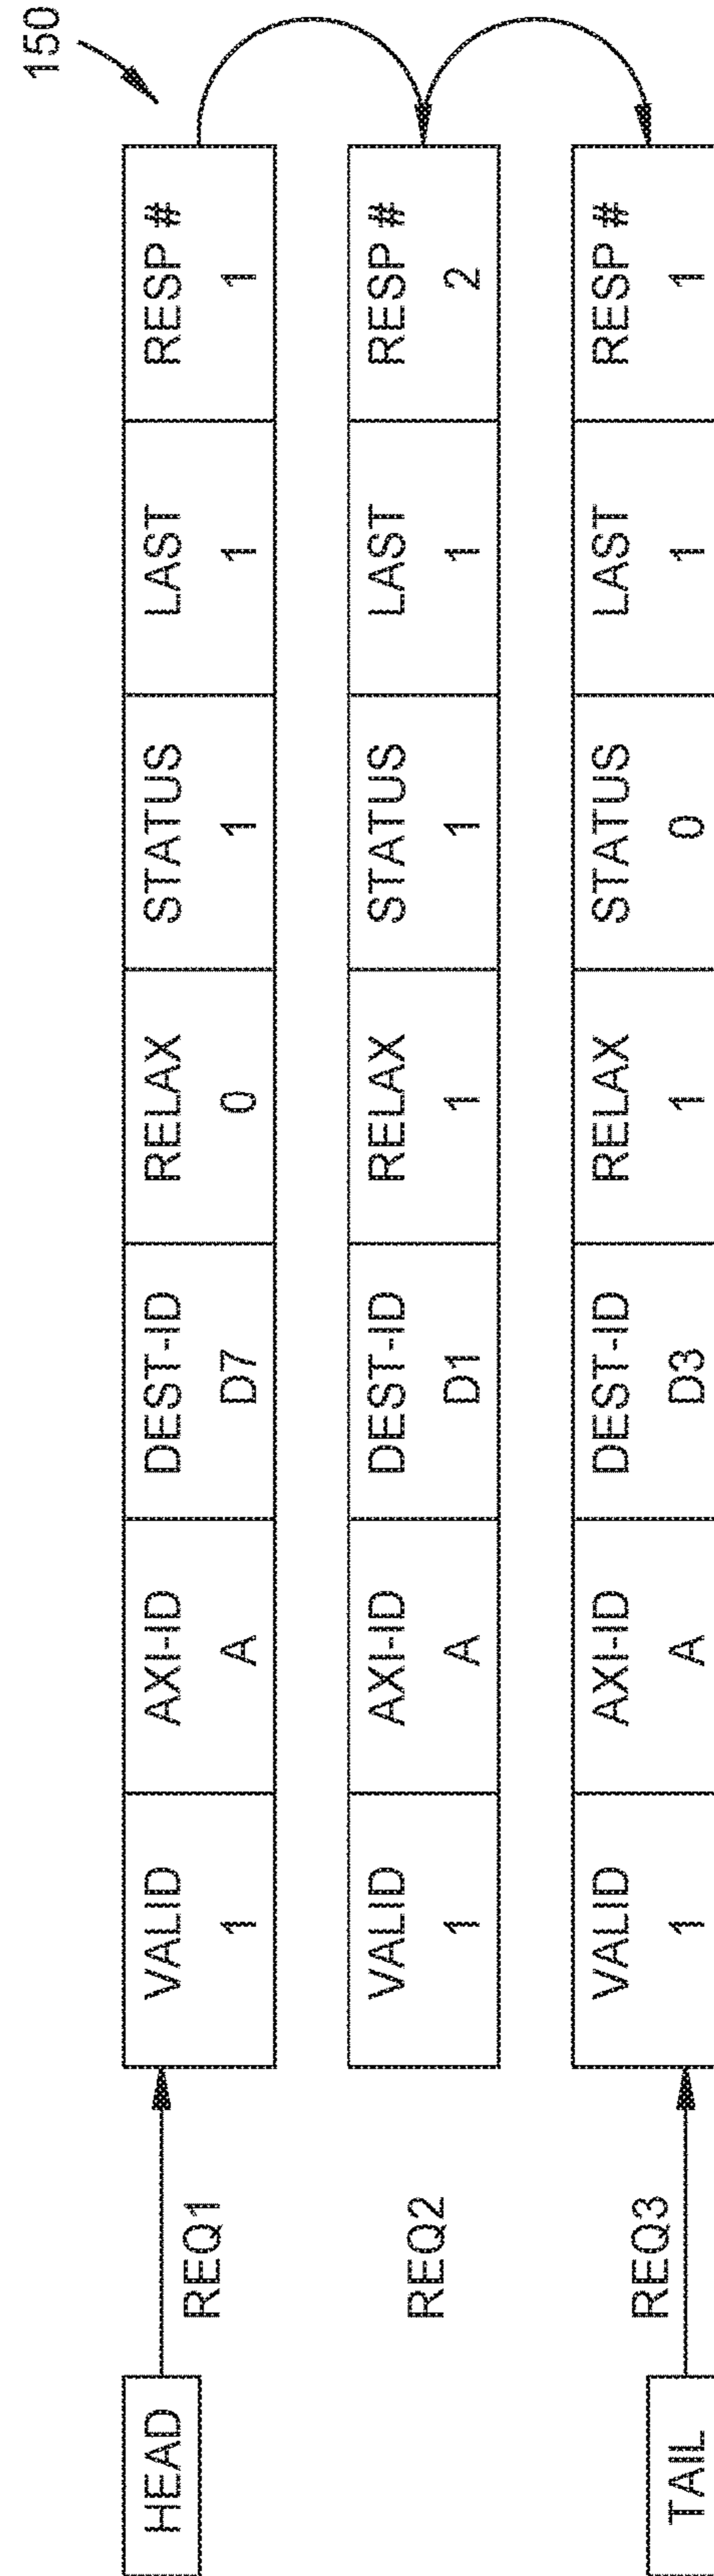 150
HEAD
REQ1
VALID AXI-ID DEST-ID RELAX STATUS LAST RESP #
1 A D7 0 1 1 1
REQ2
VALID AXI-ID DEST-ID RELAX STATUS LAST RESP #
1 A D1 1 1 1 2
TAIL
REQ3
VALID AXI-ID DEST-ID RELAX STATUS LAST RESP #
1 A D3 1 0 1 1